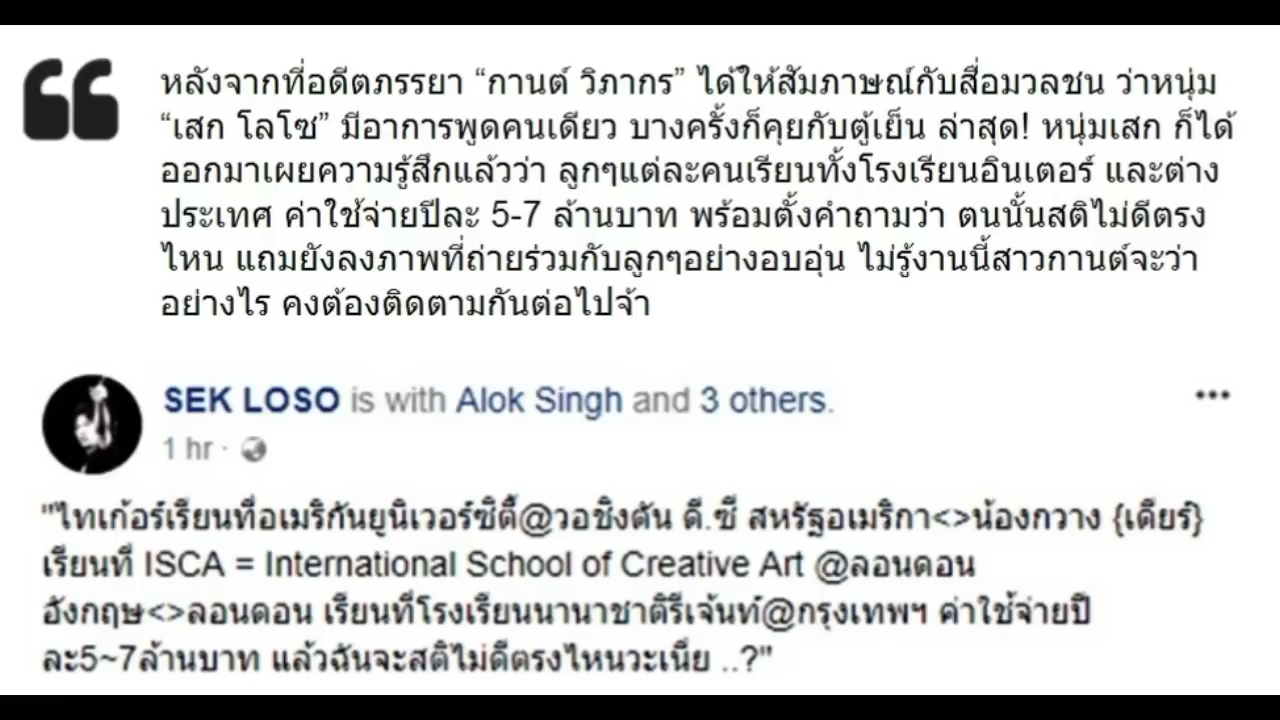 หลังจากที่อดีตภรรยา “กานต์ วิภากร” ได้ให้สัมภาษณ์กับสื่อมวลชน ว่าหนุ่ม
“เสก โลโซ” มีอาการพูดคนเดียว บางครั้งก็คุยกับตู้เย็น ล่าสุด! หนุ่มเสก ก็ได้
ออกมาเผยความรู้สึกแล้วว่า ลูกๆแต่ละคนเรียนทั้งโรงเรียนอินเตอร์ และต่าง
ประเทศ ค่าใช้จ่ายปีละ 5-7 ล้านบาท พร้อมตั้งคำถามว่า ตนนั้นสติไม่ดีตรง
ไหน แถมยังลงภาพที่ถ่ายร่วมกับลูกๆอย่างอบอุ่น ไม่รู้งานนี้สาวกานต์จะว่า
อย่างไร คงต้องติดตามกันต่อไปจ้า
SEK LOSO is with Alok Singh and 3 others.
1 hr ·
"ไทเก้อร์เรียนที่อเมริกันยูนิเวอร์ซิตี้@วอชิงตัน ดี.ซี สหรัฐอเมริกา<>น้องกวาง {เดียร์}
เรียนที่ ISCA = International School of Creative Art @ลอนดอน
อังกฤษ<>ลอนดอน เรียนที่โรงเรียนนานาชาติรีเจ้นท์@กรุงเทพฯ ค่าใช้จ่ายปี
ละ5~7ล้านบาท แล้วฉันจะสติไม่ดีตรงไหนวะเนี่ย ..?"